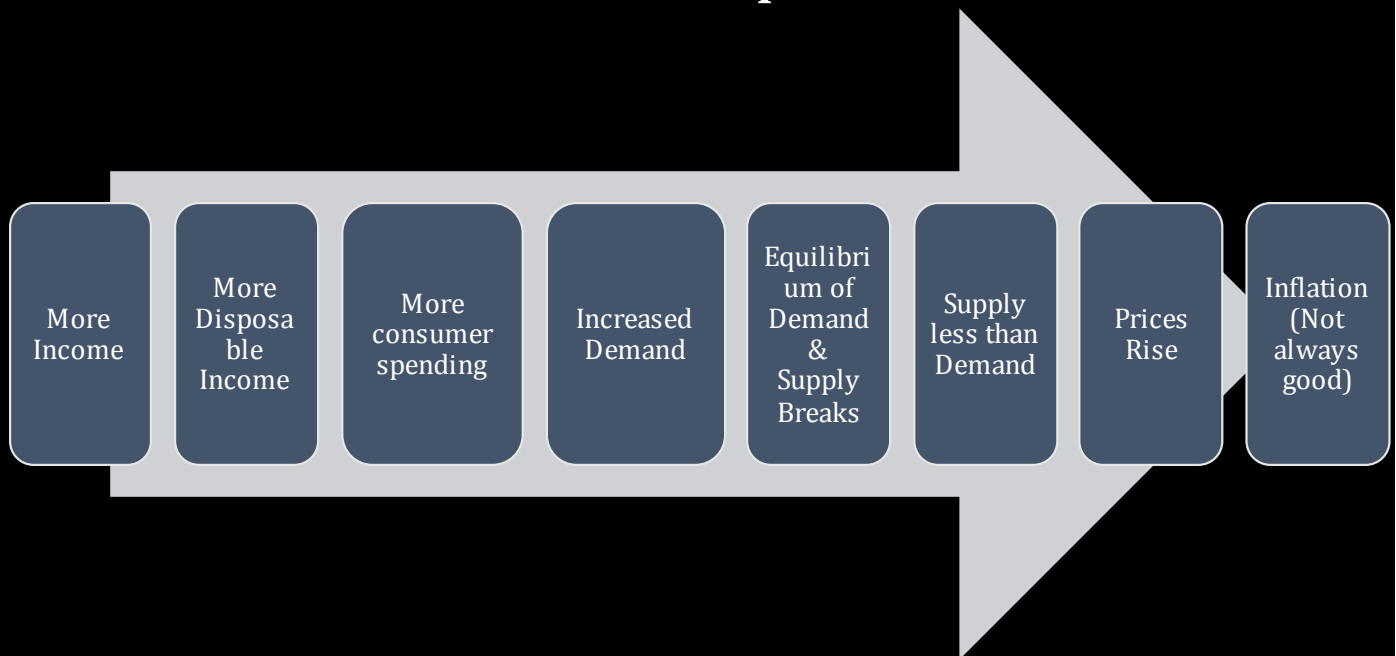 More
Income
More
Disposa
ble
Income
More
consumer
spending
Increased
Demand
Equilibri
um of
Demand
&
Supply
Breaks
Supply
less than
Demand
Prices
Rise
Inflation
(Not
always
good)